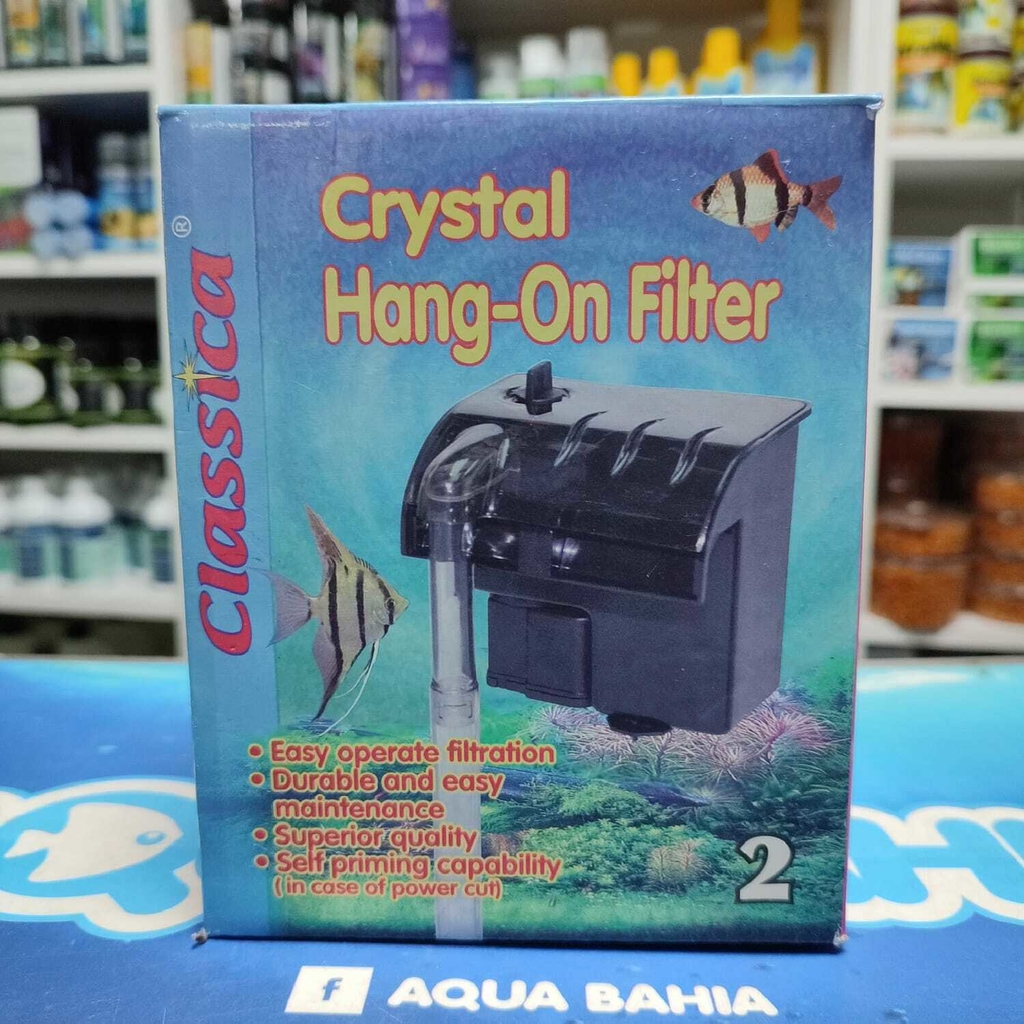 Classica®
Crystal
Hang-On Filter
• Easy operate filtration
• Durable and easy
maintenance
• Superior quality
• Self priming capability
(in case of power cut)
2
f AQUA BAHIA